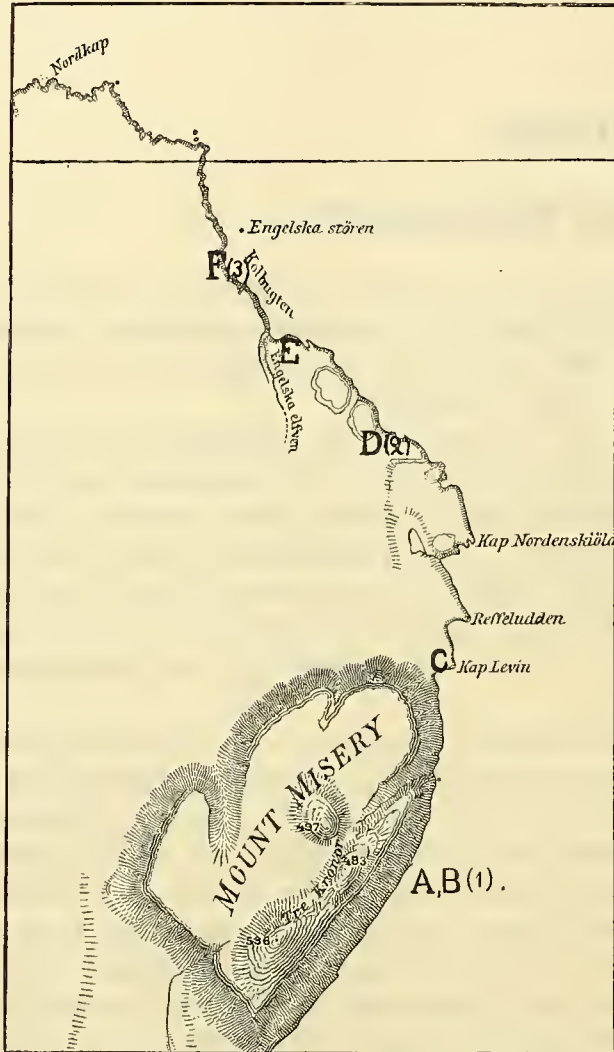 Nordkap
Engelska stören
F(3)
Kolbugten
E
Engelska elfven
D(2)
Kap Nordenskiöld
Resseludden
C
Kap Levin
MOUNT MISERY
497
483
Tre Kronor
A,B(1).
536